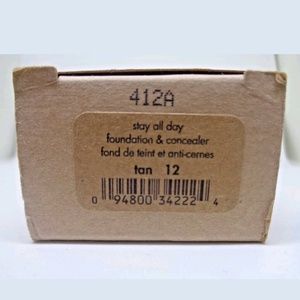 412A
stay all day
foundation & concealer
fond de teint et anti-cernes
tan 12
0 94800 34222 4